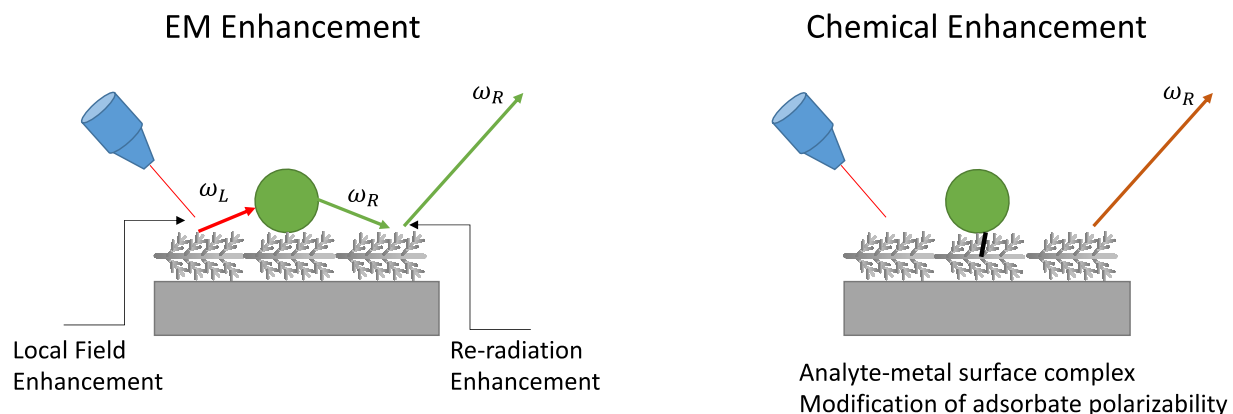 EM Enhancement
Chemical Enhancement
ω_R
ω_L
ω_R
ω_R
Local Field
Enhancement
Re-radiation
Enhancement
Analyte-metal surface complex
Modification of adsorbate polarizability